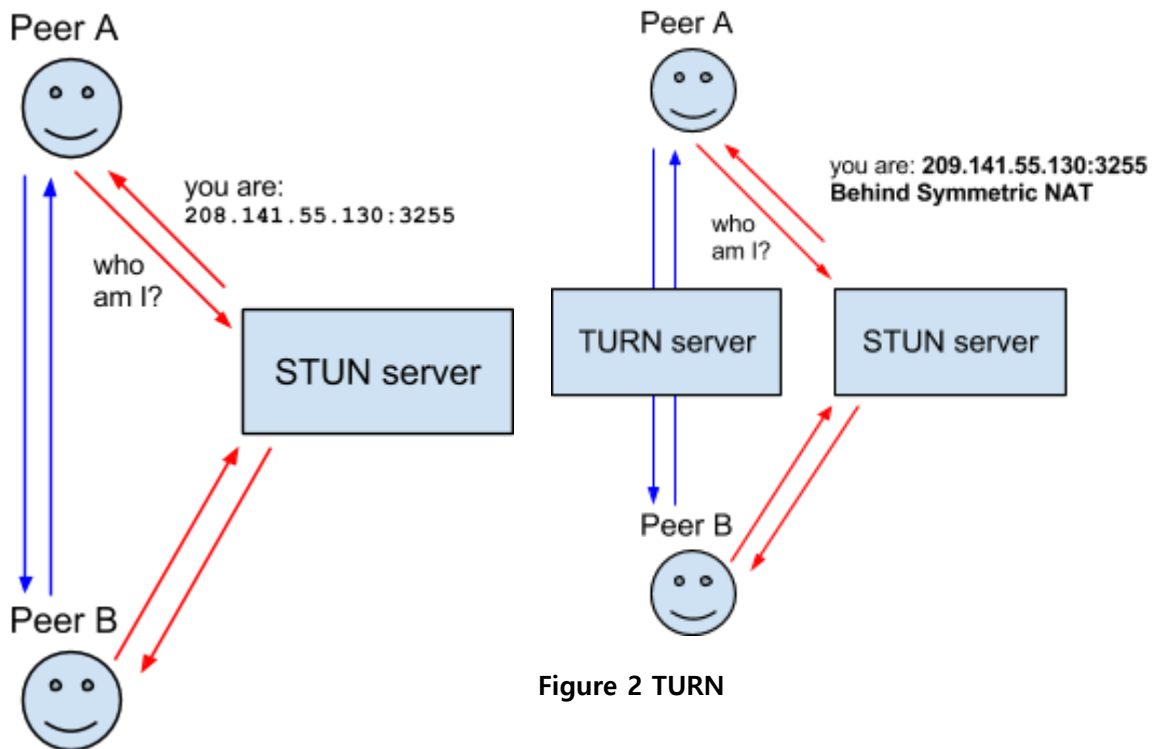 Peer A
you are:
208.141.55.130:3255
who
am I?
STUN server
Peer B
Peer A
you are: 209.141.55.130:3255
Behind Symmetric NAT
who
am I?
TURN server
STUN server
Peer B
Figure 2 TURN